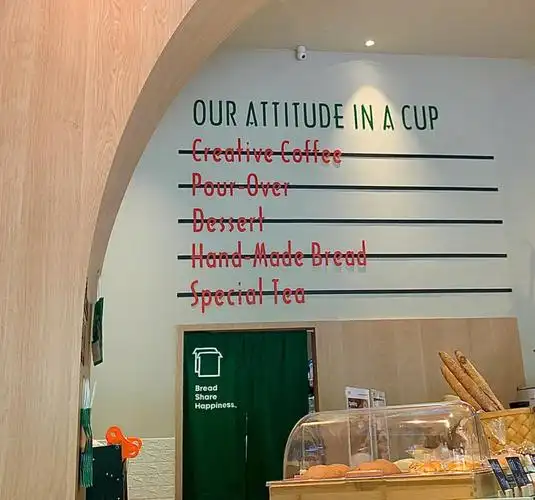 OUR ATTITUDE IN A CUP
Creative Coffee
Pour-Over
Dessert
Hand-Made Bread
Special Tea
Bread
Share
Happiness.